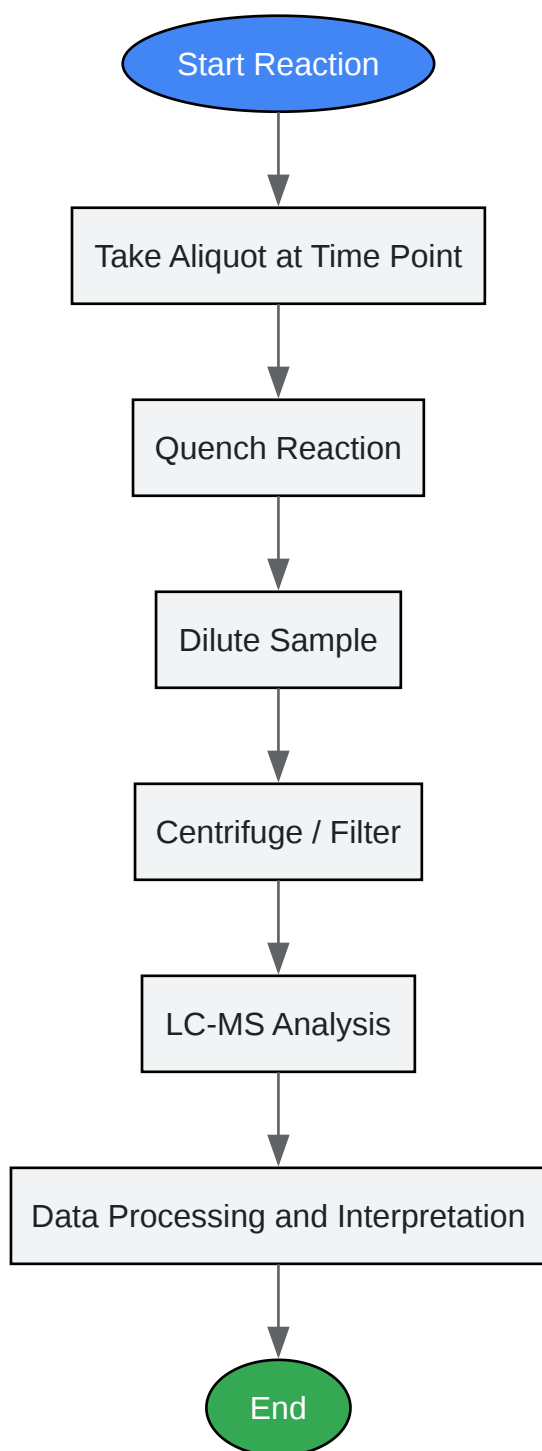 Start Reaction
Take Aliquot at Time Point
Quench Reaction
Dilute Sample
Centrifuge / Filter
LC-MS Analysis
Data Processing and Interpretation
End